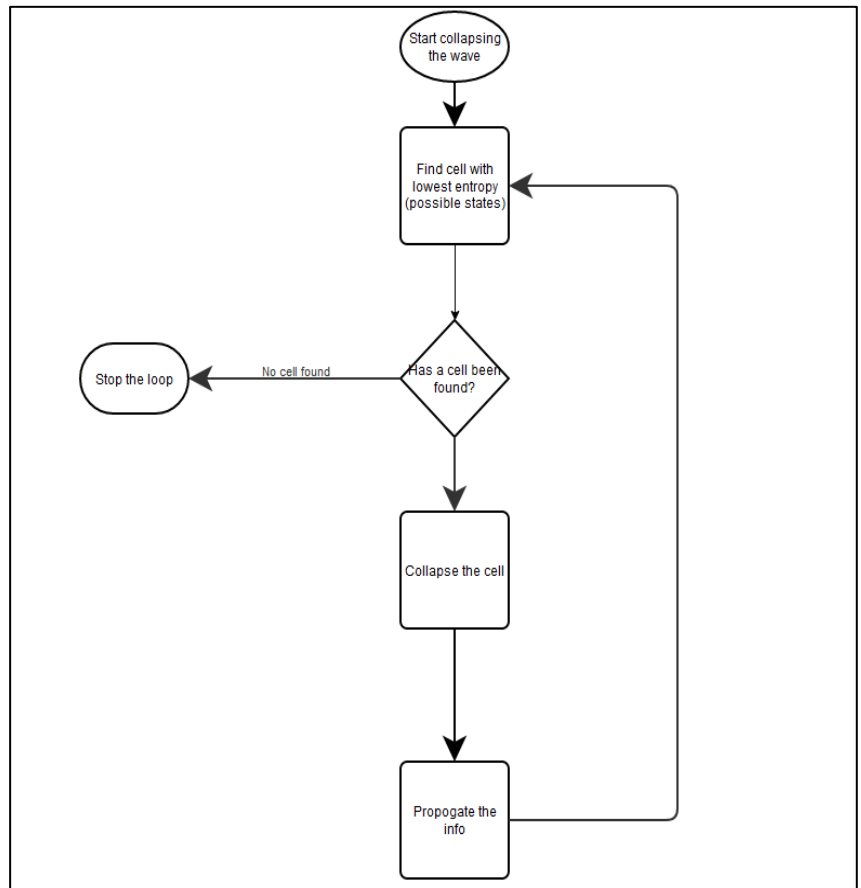 Start collapsing
the wave
Find cell with
lowest entropy
(possible states)
Has a cell been
found?
No cell found
Stop the loop
Collapse the cell
Propogate the
info